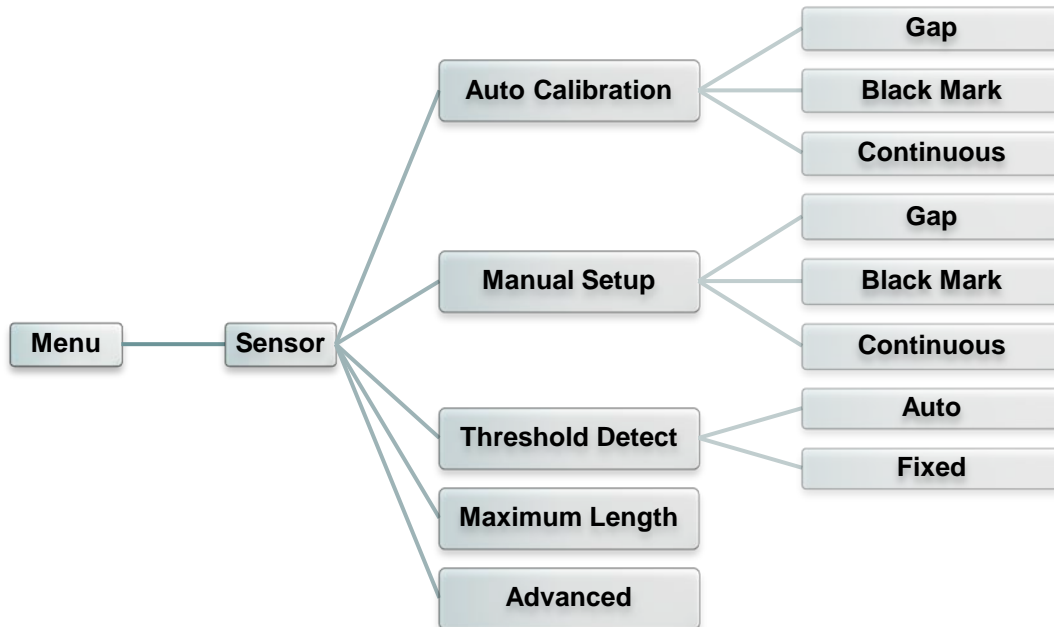 Menu
Sensor
Auto Calibration
Gap
Black Mark
Continuous
Manual Setup
Gap
Black Mark
Continuous
Threshold Detect
Auto
Fixed
Maximum Length
Advanced